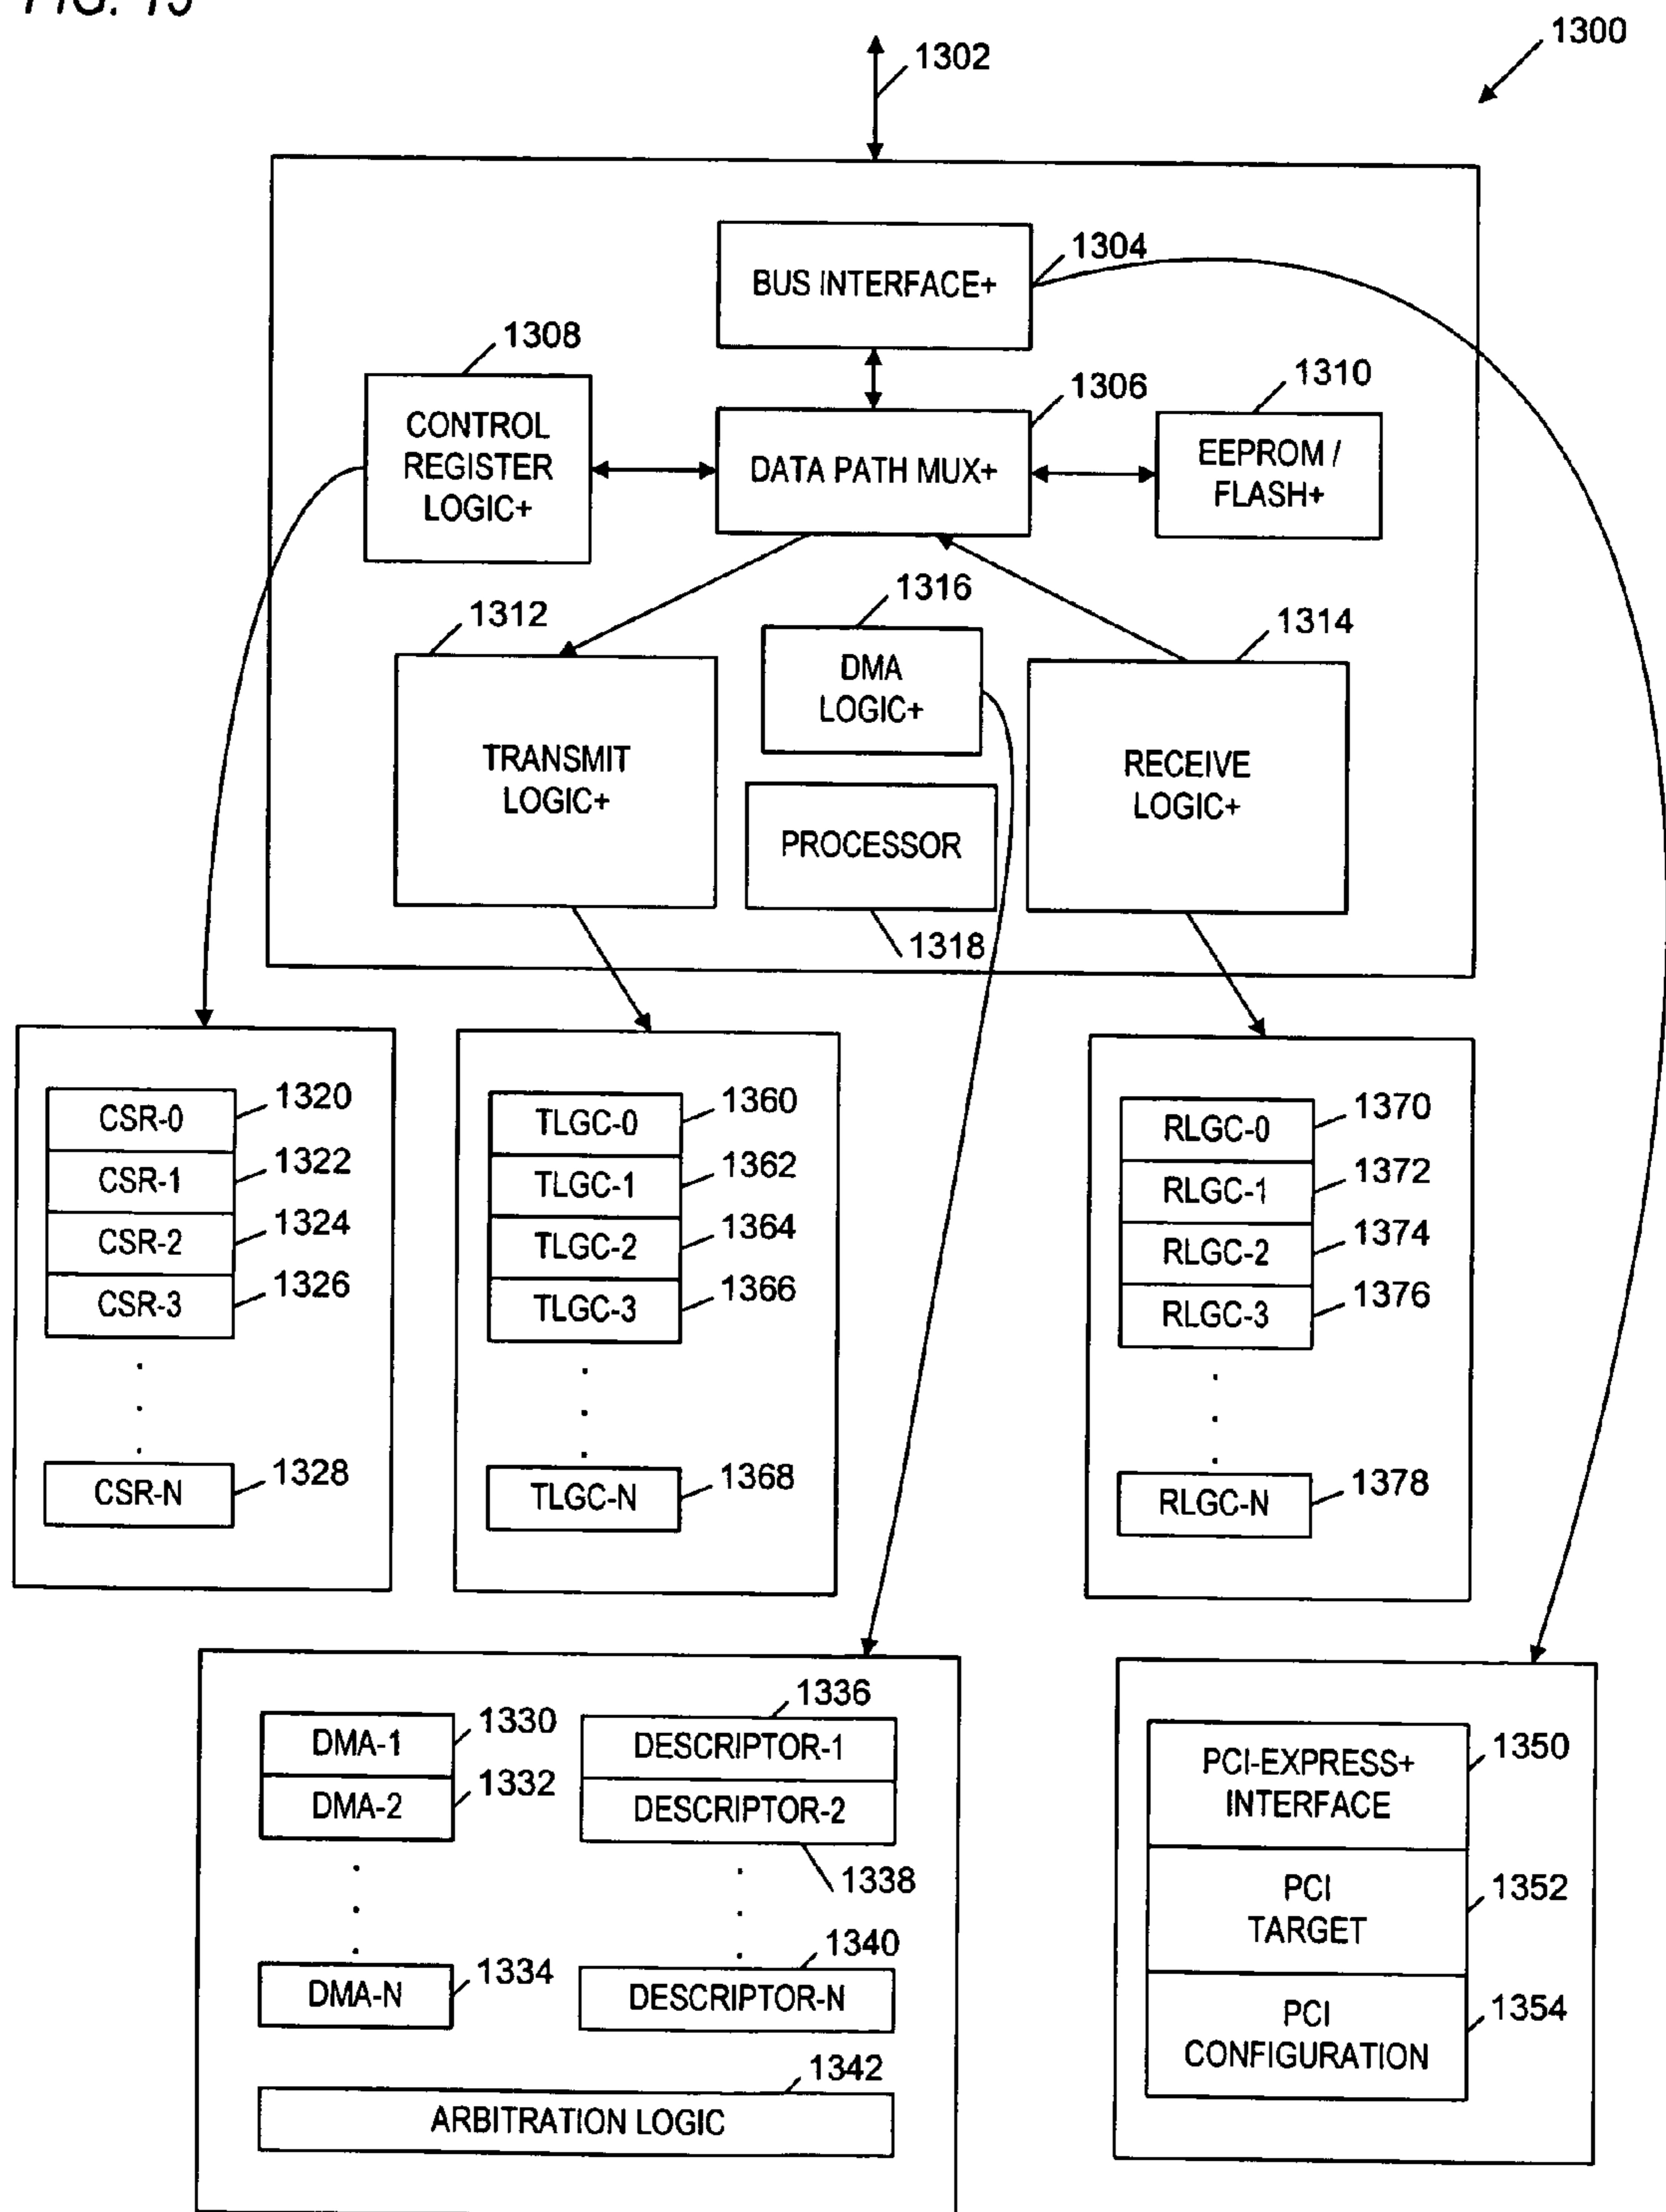 FIG. 13
1300
1302
BUS INTERFACE+
1304
1308
CONTROL
REGISTER
LOGIC+
DATA PATH MUX+
1306
1310
EEPROM /
FLASH+
1312
TRANSMIT
LOGIC+
1316
DMA
LOGIC+
PROCESSOR
1318
1314
RECEIVE
LOGIC+
CSR-0
1320
CSR-1
1322
CSR-2
1324
CSR-3
1326
.
.
.
CSR-N
1328
TLGC-0
1360
TLGC-1
1362
TLGC-2
1364
TLGC-3
1366
.
.
.
TLGC-N
1368
RLGC-0
1370
RLGC-1
1372
RLGC-2
1374
RLGC-3
1376
.
.
.
RLGC-N
1378
DMA-1
1330
DMA-2
1332
.
.
.
DMA-N
1334
1336
DESCRIPTOR-1
DESCRIPTOR-2
1338
.
.
.
1340
DESCRIPTOR-N
1342
ARBITRATION LOGIC
PCI-EXPRESS+
INTERFACE
1350
PCI
TARGET
1352
PCI
CONFIGURATION
1354